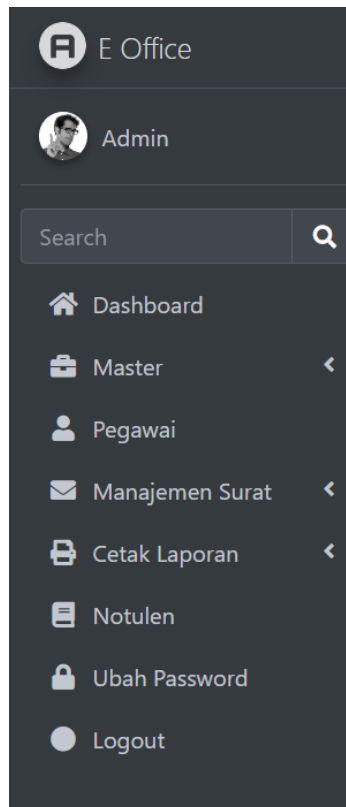 E Office
Admin
Search
Dashboard
Master
Pegawai
Manajemen Surat
Cetak Laporan
Notulen
Ubah Password
Logout